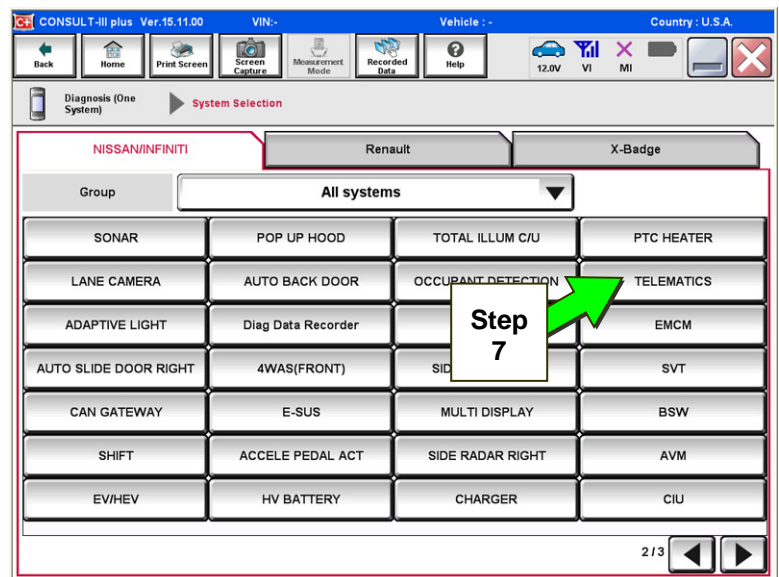 CONSULT-III plus Ver.15.11.00 VIN:- Vehicle : - Country : U.S.A.
Back Home Print Screen Screen Capture Measurement Mode Recorded Data Help 12.0V VI MI
Diagnosis (One System) System Selection
NISSAN/INFINITI Renault X-Badge
Group All systems
SONAR POP UP HOOD TOTAL ILLUM C/U PTC HEATER
LANE CAMERA AUTO BACK DOOR OCCUPANT DETECTION TELEMATICS
ADAPTIVE LIGHT Diag Data Recorder EMCM
Step
7
AUTO SLIDE DOOR RIGHT 4WAS(FRONT) SVT
CAN GATEWAY E-SUS MULTI DISPLAY BSW
SHIFT ACCELE PEDAL ACT SIDE RADAR RIGHT AVM
EV/HEV HV BATTERY CHARGER CIU
2/3